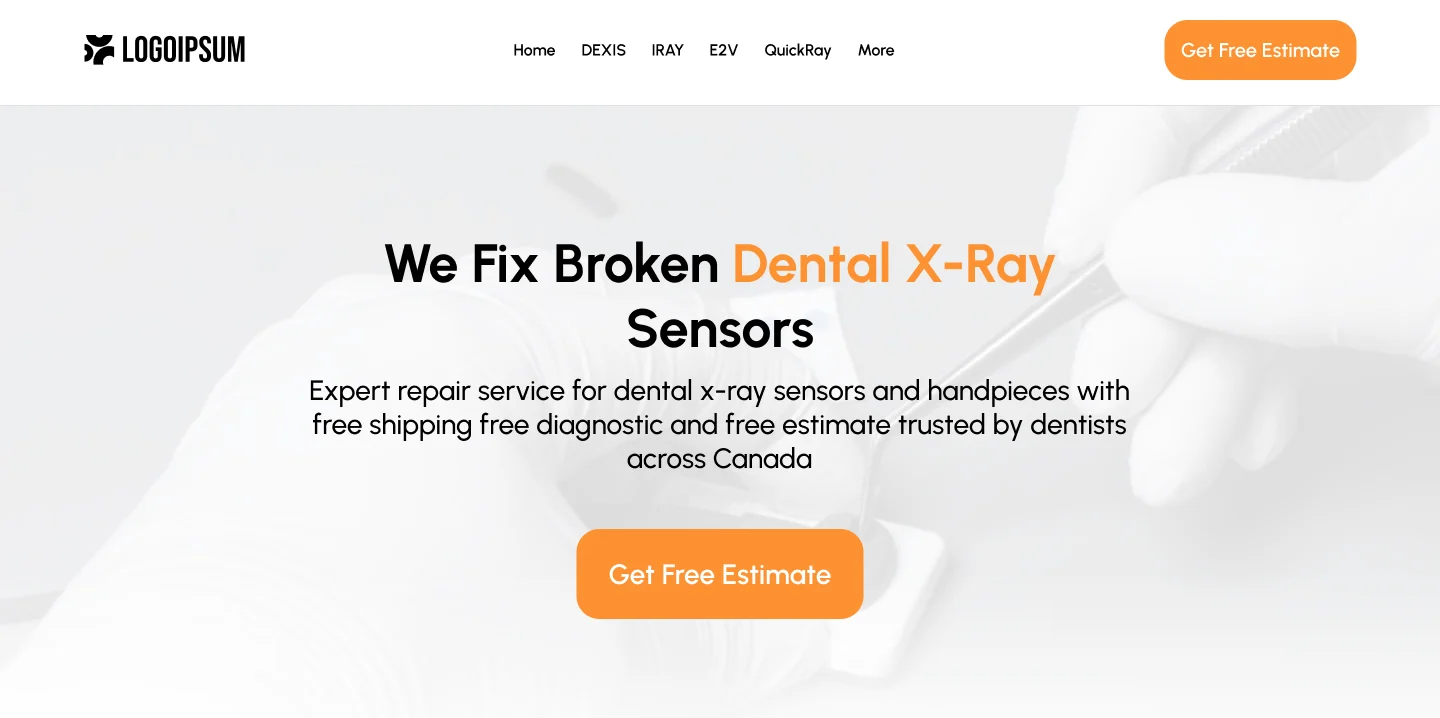 LOGOIPSUM
Home DEXIS IRAY E2V QuickRay More
Get Free Estimate
We Fix Broken Dental X-Ray
Sensors
Expert repair service for dental x-ray sensors and handpieces with
free shipping free diagnostic and free estimate trusted by dentists
across Canada
Get Free Estimate